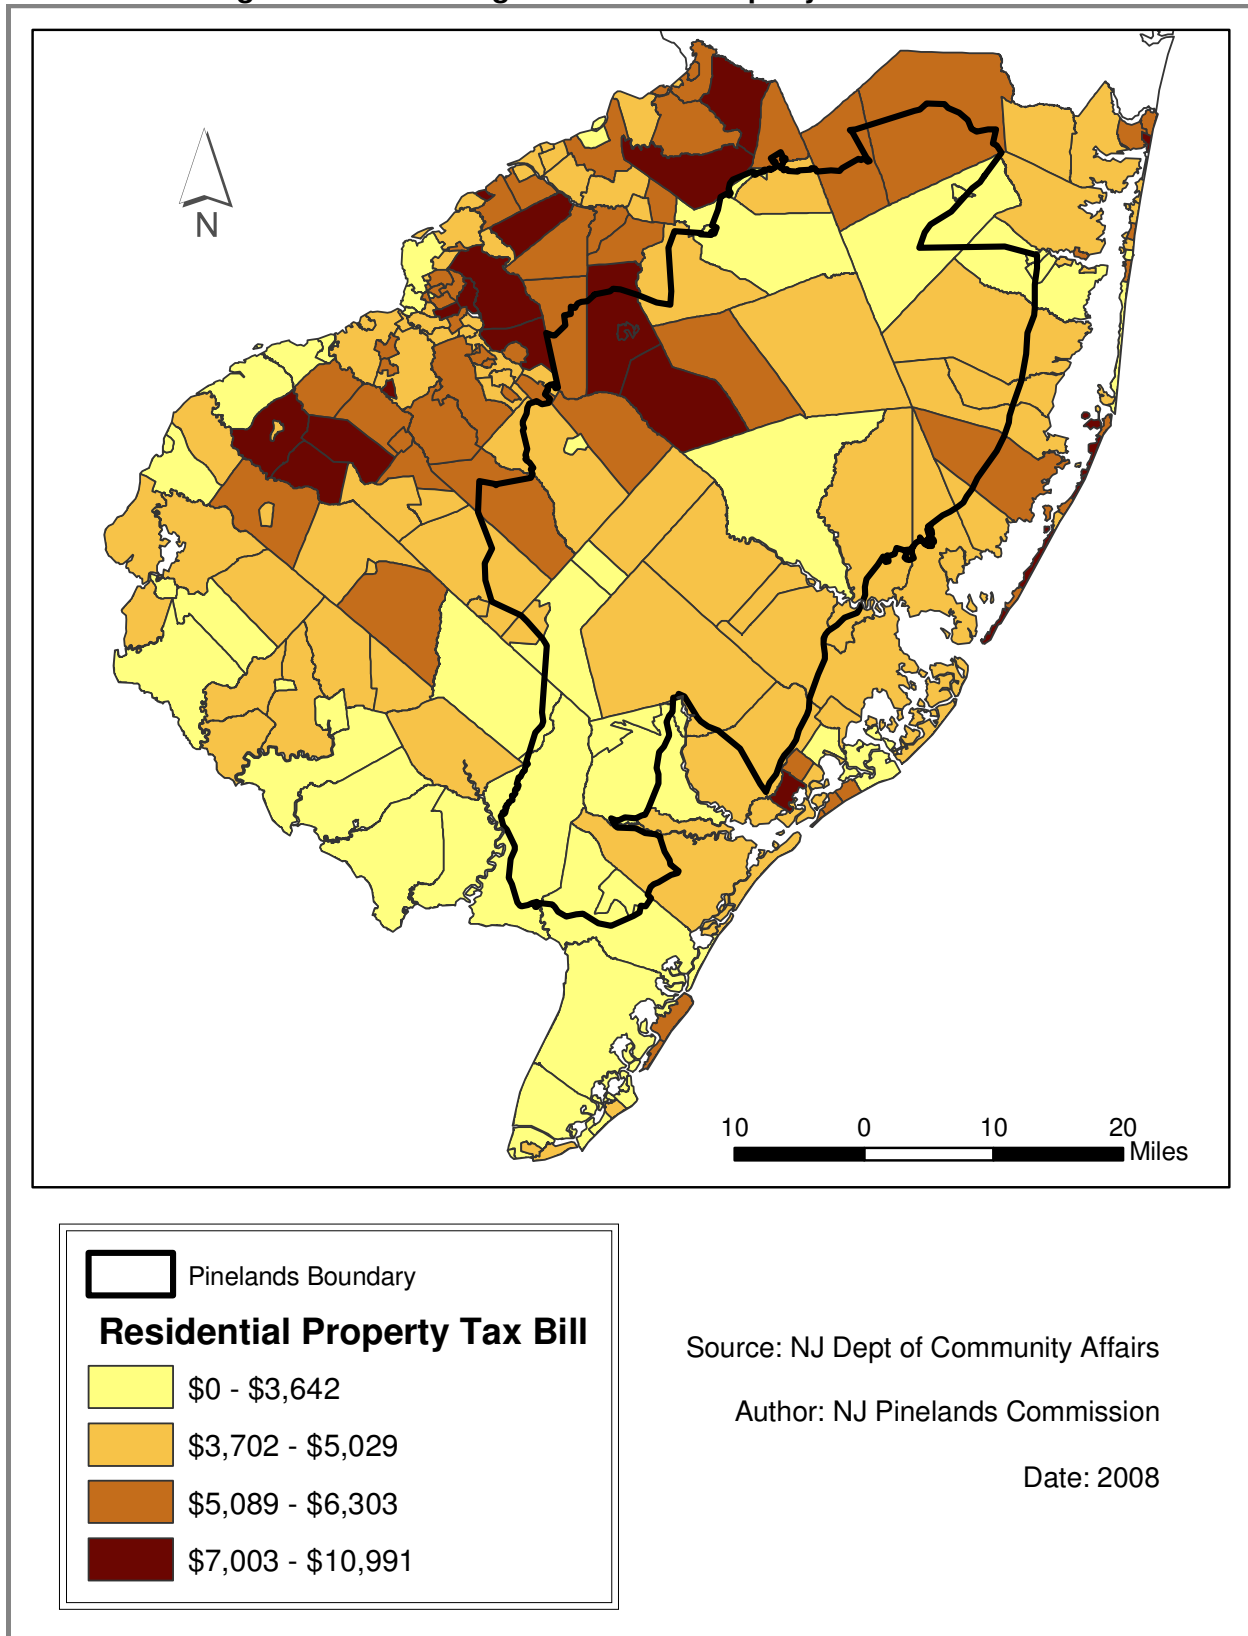 N
10 0 10 20
Miles
Pinelands Boundary
Residential Property Tax Bill
$0 - $3,642
$3,702 - $5,029
$5,089 - $6,303
$7,003 - $10,991
Source: NJ Dept of Community Affairs
Author: NJ Pinelands Commission
Date: 2008